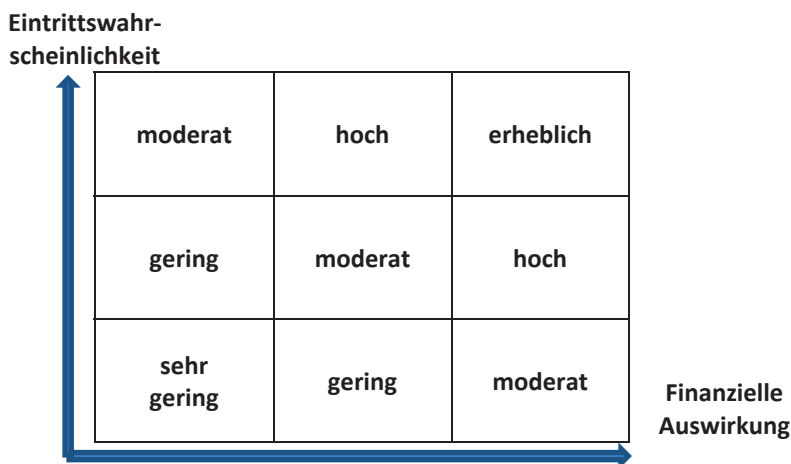 Eintrittswahr-
scheinlichkeit
moderat hoch erheblich
gering moderat hoch
sehr
gering gering moderat
Finanzielle
Auswirkung